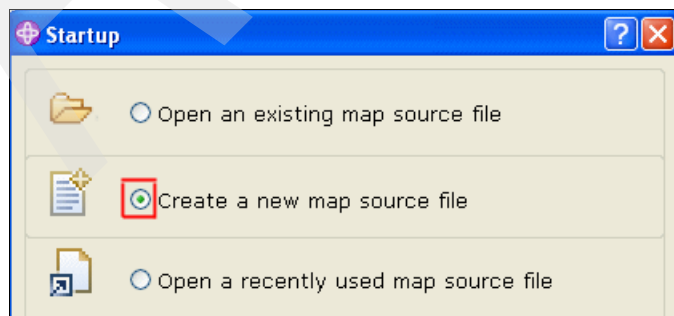 Startup
Open an existing map source file
Create a new map source file
Open a recently used map source file